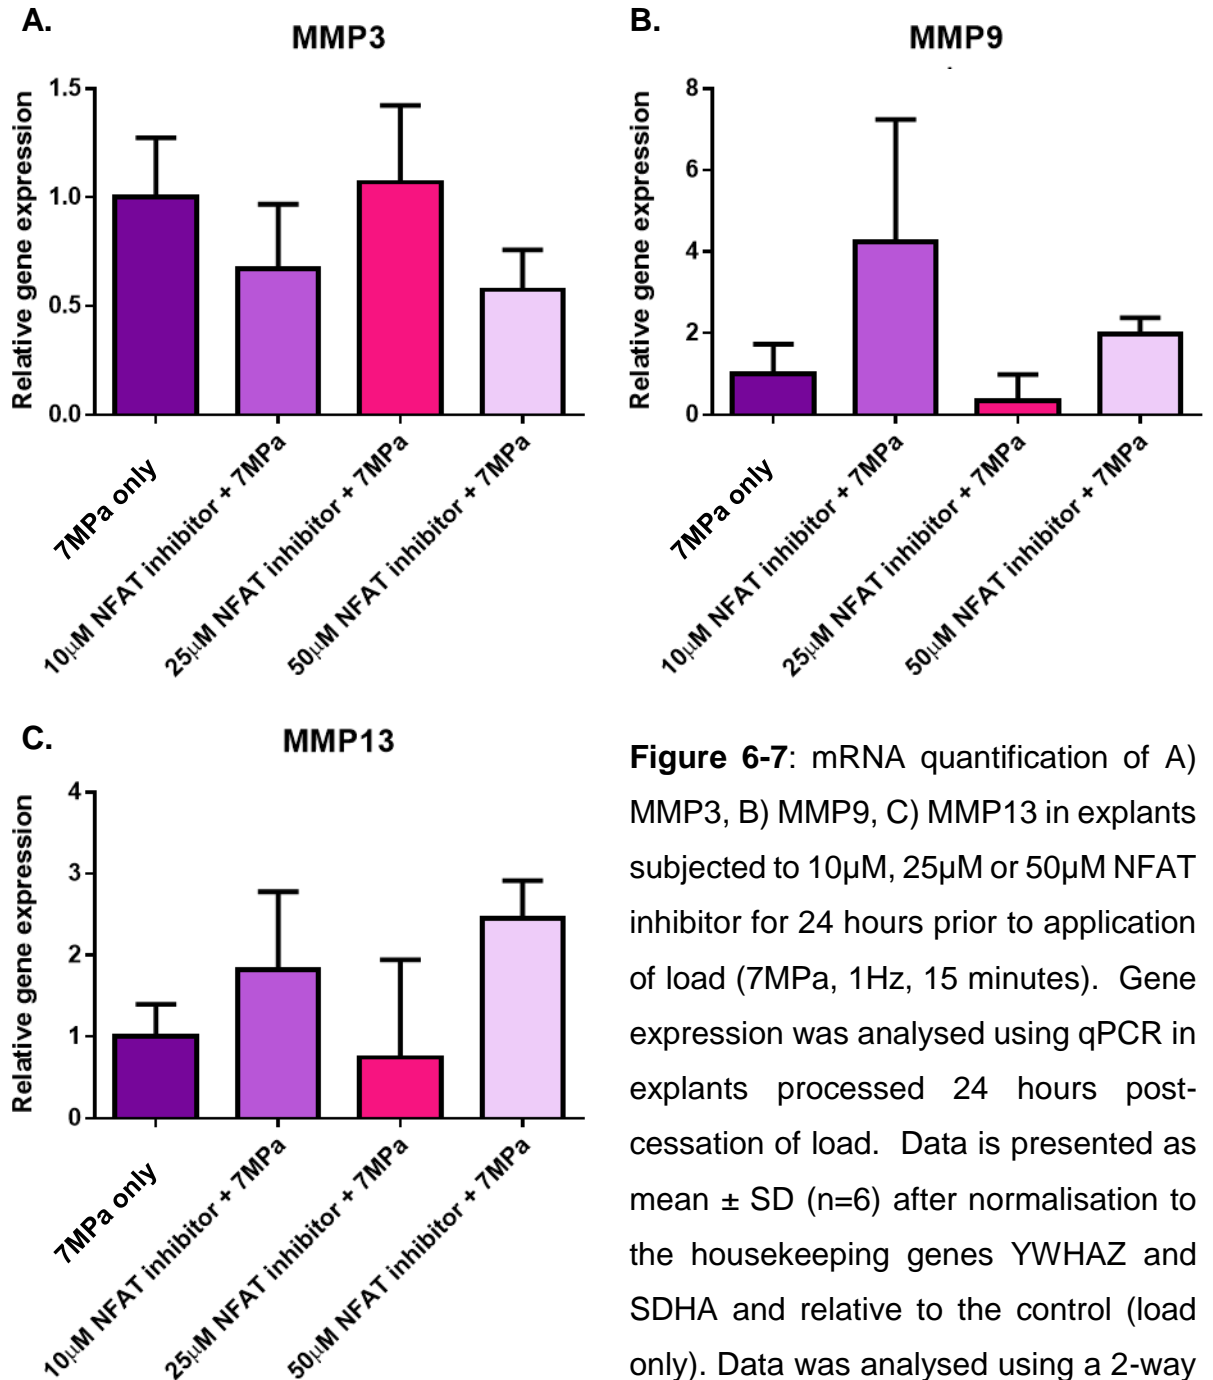 A.
MMP3
Relative gene expression
1.5
1.0
0.5
0.0
7MPa only
10μM NFAT inhibitor + 7MPa
25μM NFAT inhibitor + 7MPa
50μM NFAT inhibitor + 7MPa
B.
MMP9
Relative gene expression
8
6
4
2
0
7MPa only
10μM NFAT inhibitor + 7MPa
25μM NFAT inhibitor + 7MPa
50μM NFAT inhibitor + 7MPa
C.
MMP13
Relative gene expression
4
3
2
1
0
7MPa only
10μM NFAT inhibitor + 7MPa
25μM NFAT inhibitor + 7MPa
50μM NFAT inhibitor + 7MPa
Figure 6-7: mRNA quantification of A)
MMP3, B) MMP9, C) MMP13 in explants
subjected to 10µM, 25µM or 50µM NFAT
inhibitor for 24 hours prior to application
of load (7MPa, 1Hz, 15 minutes). Gene
expression was analysed using qPCR in
explants processed 24 hours post-
cessation of load. Data is presented as
mean ± SD (n=6) after normalisation to
the housekeeping genes YWHAZ and
SDHA and relative to the control (load
only). Data was analysed using a 2-way